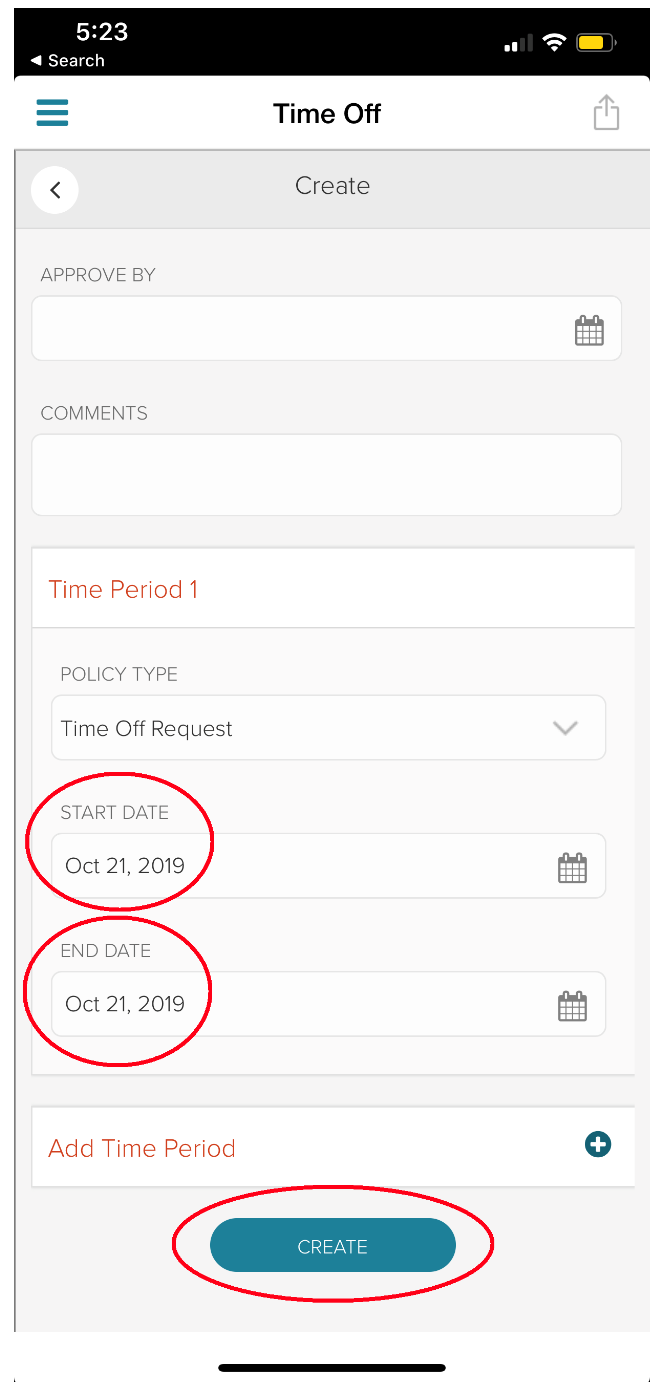 5:23
◀ Search
Time Off
Create
APPROVE BY
COMMENTS
Time Period 1
POLICY TYPE
Time Off Request
START DATE
Oct 21, 2019
END DATE
Oct 21, 2019
Add Time Period
CREATE